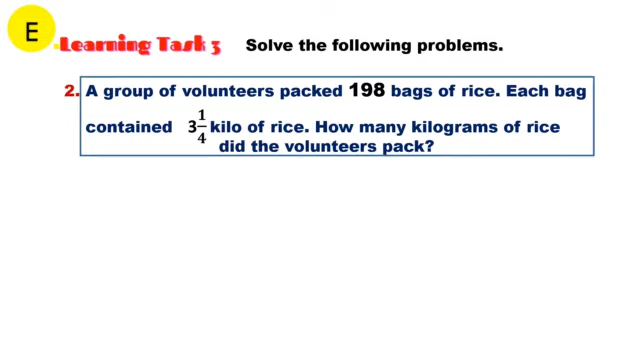 E
Learning Task 3 Solve the following problems.
2. A group of volunteers packed 198 bags of rice. Each bag
contained 3 1/4 kilo of rice. How many kilograms of rice
did the volunteers pack?